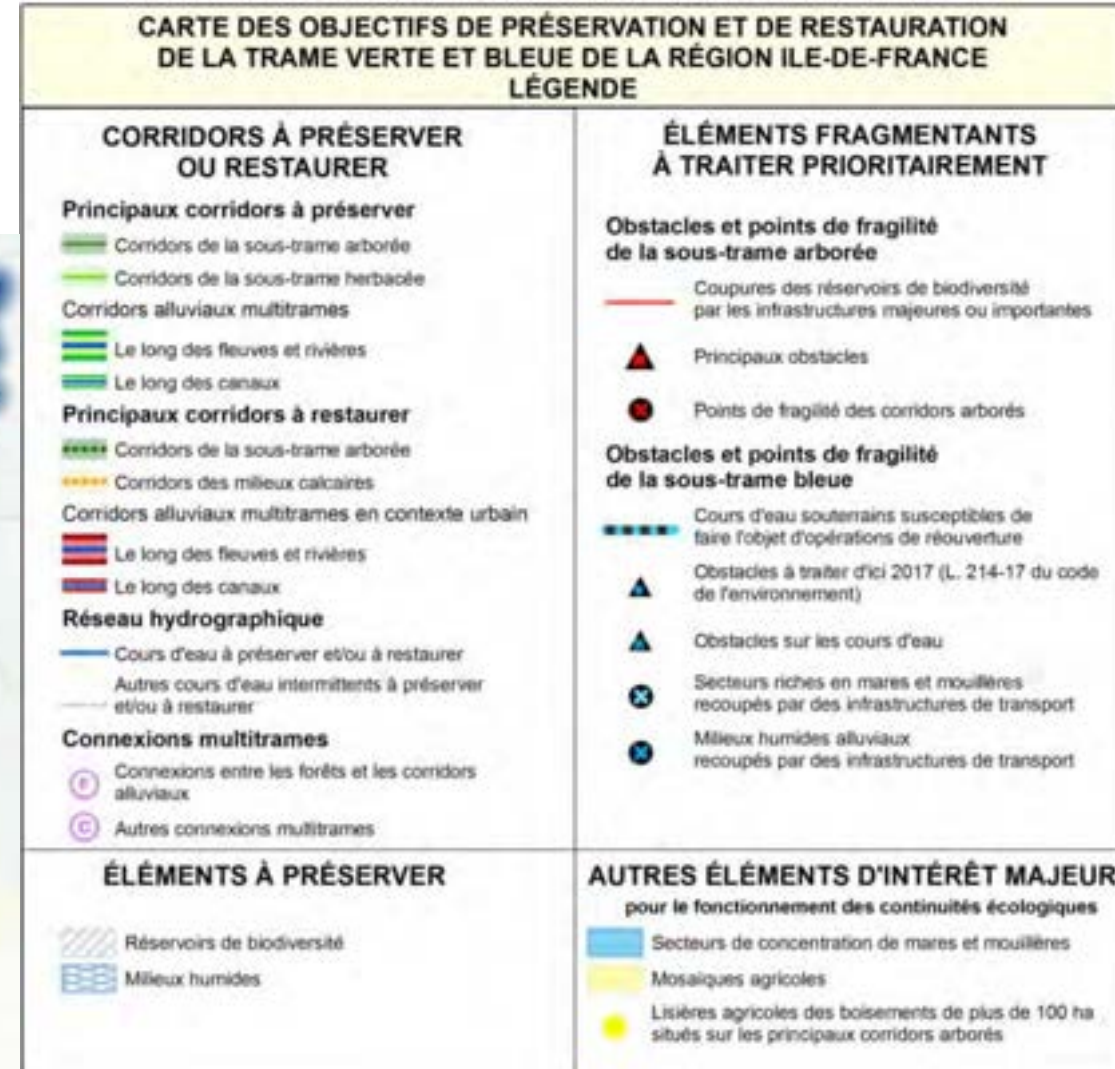 CARTE DES OBJECTIFS DE PRÉSERVATION ET DE RESTAURATION
DE LA TRAME VERTE ET BLEUE DE LA RÉGION ILE-DE-FRANCE
LÉGENDE
CORRIDORS À PRÉSERVER
OU RESTAURER
Principaux corridors à préserver
Corridors de la sous-trame arborée
Corridors de la sous-trame herbacée
Corridors alluviaux multitrames
Le long des fleuves et rivières
Le long des canaux
Principaux corridors à restaurer
Corridors de la sous-trame arborée
Corridors des milieux calcaires
Corridors alluviaux multitrames en contexte urbain
Le long des fleuves et rivières
Le long des canaux
Réseau hydrographique
Cours d'eau à préserver et/ou à restaurer
Autres cours d'eau intermittents à préserver
et/ou à restaurer
Connexions multitrames
F
Connexions entre les forêts et les corridors
alluviaux
C
Autres connexions multitrames
ÉLÉMENTS FRAGMENTANTS
À TRAITER PRIORITAIREMENT
Obstacles et points de fragilité
de la sous-trame arborée
Coupures des réservoirs de biodiversité
par les infrastructures majeures ou importantes
Principaux obstacles
Points de fragilité des corridors arborés
Obstacles et points de fragilité
de la sous-trame bleue
Cours d'eau souterrains susceptibles de
faire l'objet d'opérations de réouverture
Obstacles à traiter d'ici 2017 (L. 214-17 du code
de l'environnement)
Obstacles sur les cours d'eau
Secteurs riches en mares et mouillères
recoupés par des infrastructures de transport
Milieux humides alluviaux
recoupés par des infrastructures de transport
ÉLÉMENTS À PRÉSERVER
Réservoirs de biodiversité
Milieux humides
AUTRES ÉLÉMENTS D'INTÉRÊT MAJEUR
pour le fonctionnement des continuités écologiques
Secteurs de concentration de mares et mouillères
Mosaïques agricoles
Lisières agricoles des boisements de plus de 100 ha
situés sur les principaux corridors arborés